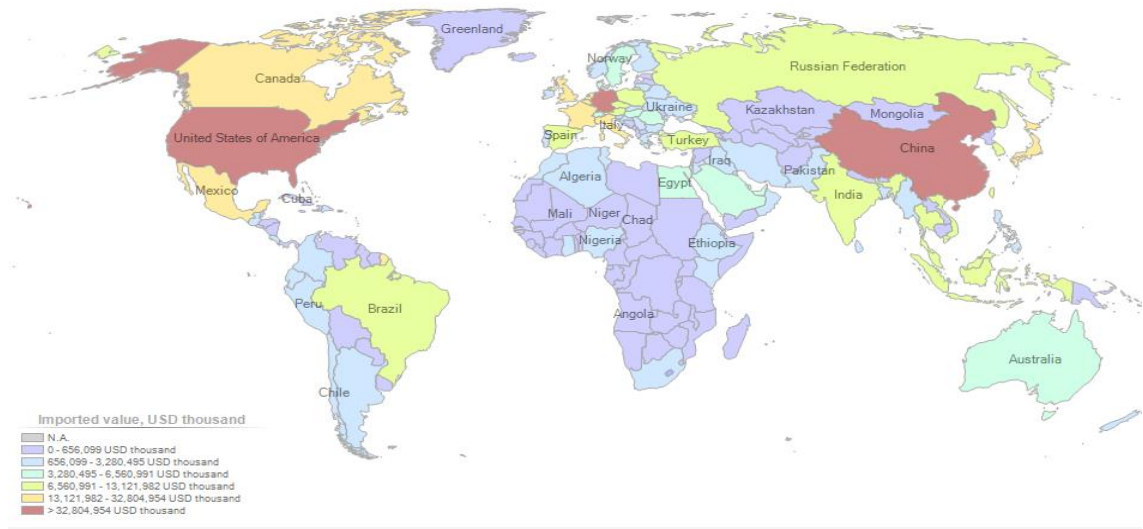 Greenland
Norway
Russian Federation
Canada
Ukraine
Kazakhstan
Mongolia
Italy
Spain
Turkey
United States of America
China
Iraq
Pakistan
Algeria
Egypt
India
Mexico
Cuba
Mali
Niger
Chad
Nigeria
Ethiopia
Peru
Brazil
Angola
Australia
Chile
Imported value, USD thousand
N.A.
0 - 656,099 USD thousand
656,099 - 3,280,495 USD thousand
3,280,495 - 6,560,991 USD thousand
6,560,991 - 13,121,982 USD thousand
13,121,982 - 32,804,954 USD thousand
> 32,804,954 USD thousand